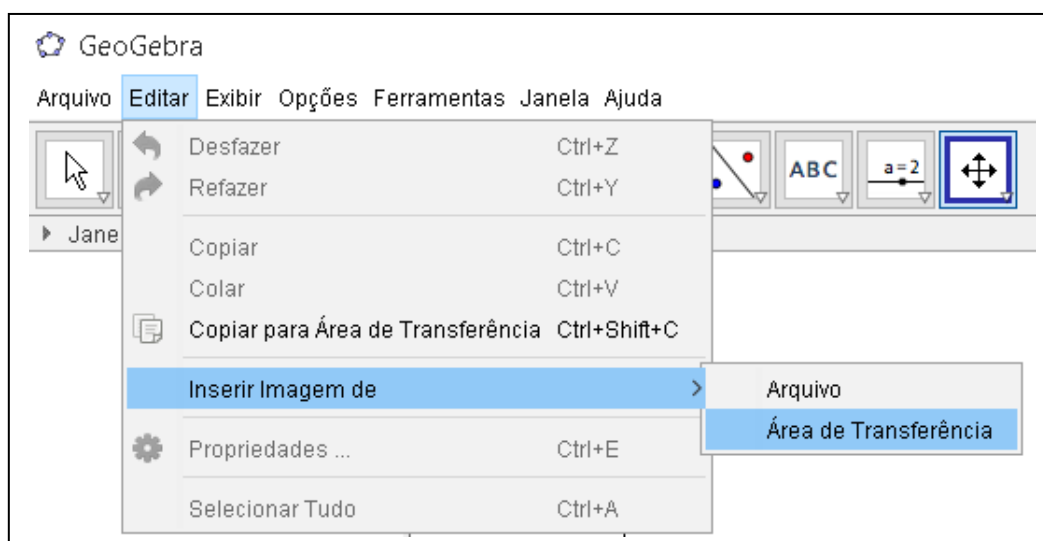 GeoGebra
Arquivo Editar Exibir Opções Ferramentas Janela Ajuda
Desfazer Ctrl+Z
ABC a=2
Refazer Ctrl+Y
Jane
Copiar Ctrl+C
Colar Ctrl+V
Copiar para Área de Transferência Ctrl+Shift+C
Inserir Imagem de > Arquivo
Área de Transferência
Propriedades ... Ctrl+E
Selecionar Tudo Ctrl+A